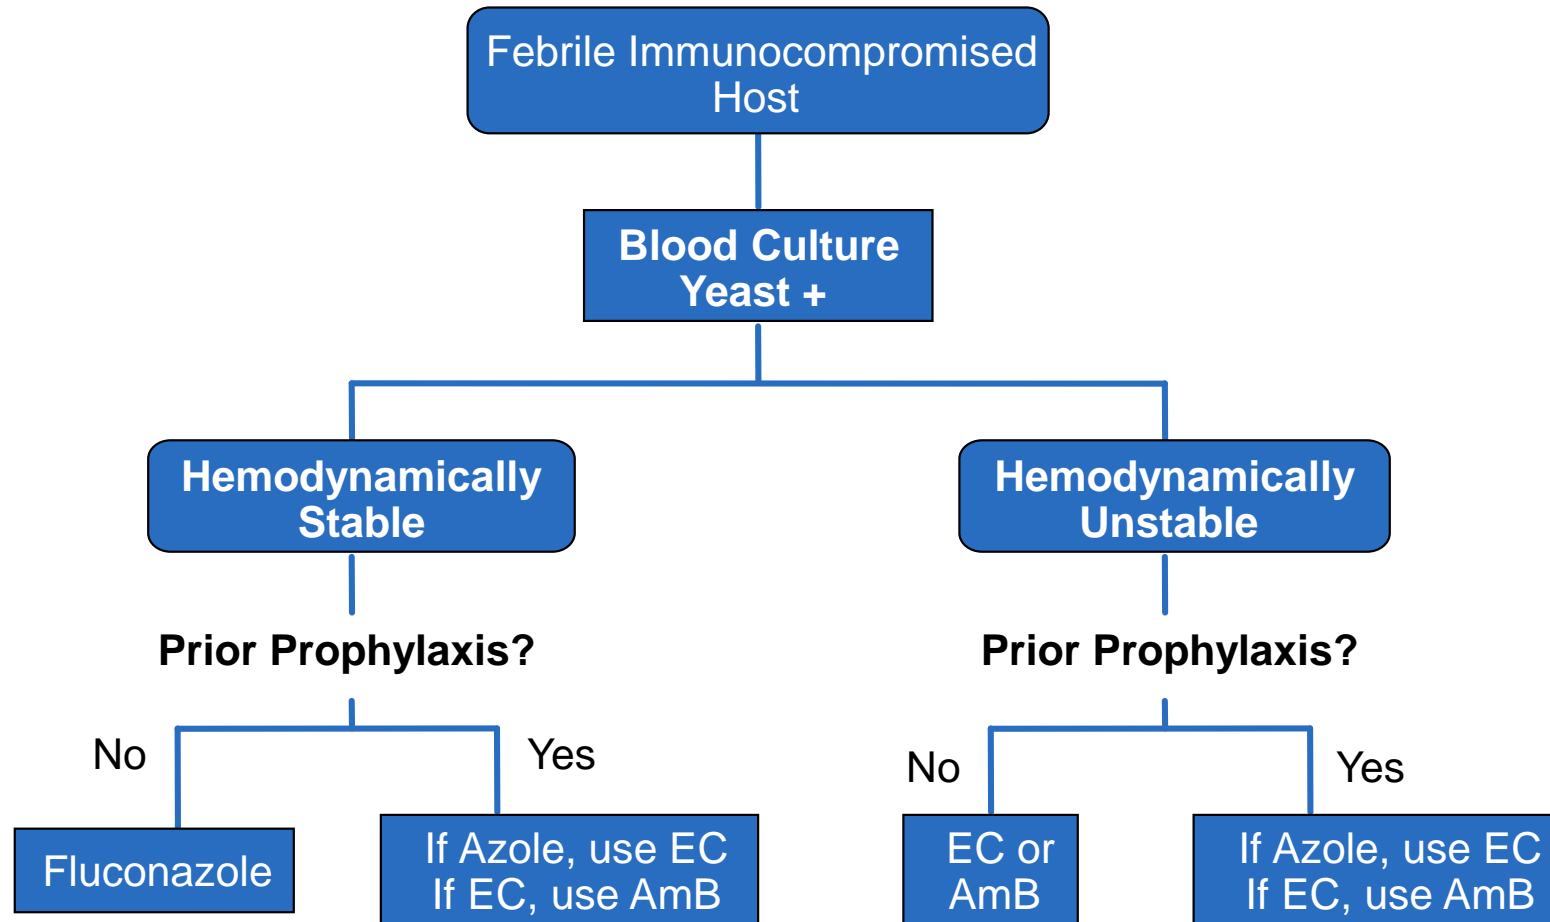 Febrile Immunocompromised
Host
Blood Culture
Yeast +
Hemodynamically
Stable
Hemodynamically
Unstable
Prior Prophylaxis?
Prior Prophylaxis?
No
Yes
No
Yes
Fluconazole
If Azole, use EC
If EC, use AmB
EC or
AmB
If Azole, use EC
If EC, use AmB